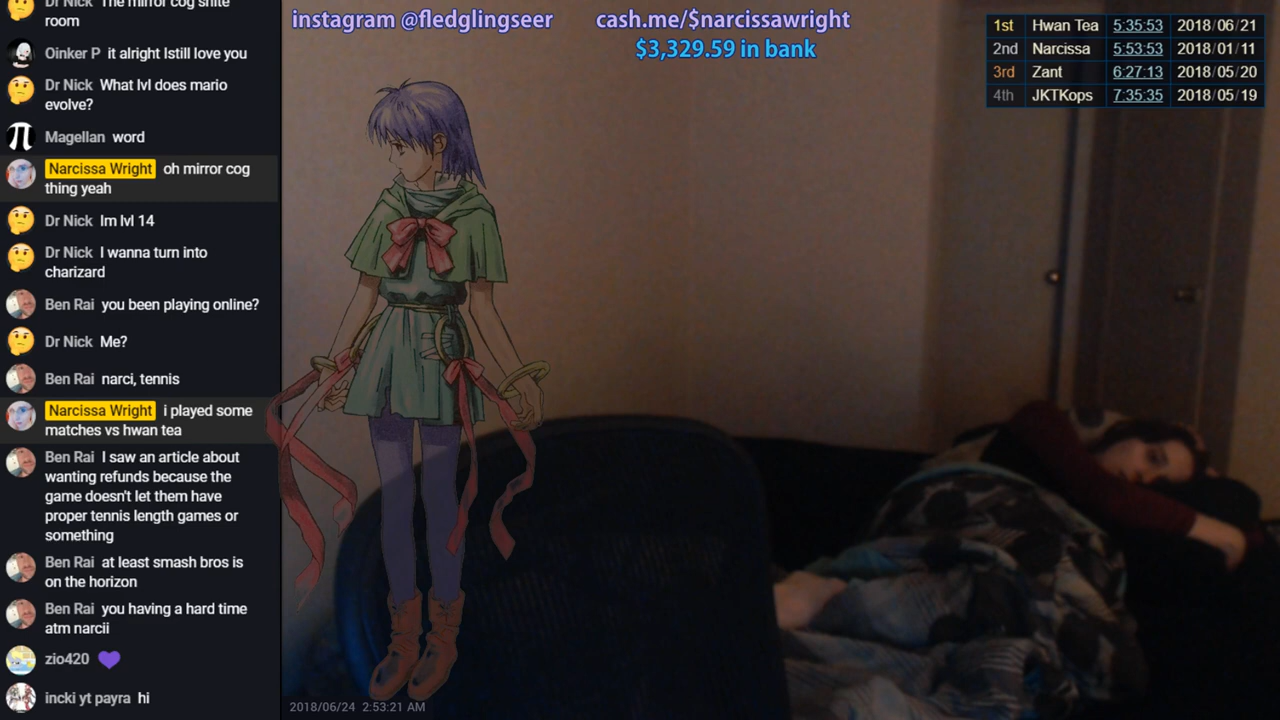 Dr Nick The mirror cog shite
room
Oinker P it alright Istill love you
Dr Nick What lvl does mario
evolve?
Magellan word
Narcissa Wright oh mirror cog
thing yeah
Dr Nick Im lvl 14
Dr Nick I wanna turn into
charizard
Ben Rai you been playing online?
Dr Nick Me?
Ben Rai narci, tennis
Narcissa Wright i played some
matches vs hwan tea
Ben Rai I saw an article about
wanting refunds because the
game doesn't let them have
proper tennis length games or
something
Ben Rai at least smash bros is
on the horizon
Ben Rai you having a hard time
atm narcii
zio420
incki yt payra hi
instagram @fledglingseer
cash.me/$narcissawright
$3,329.59 in bank
1st Hwan Tea 5:35:53 2018/06/21
2nd Narcissa 5:53:53 2018/01/11
3rd Zant 6:27:13 2018/05/20
4th JKTKops 7:35:35 2018/05/19
2018/06/24 2:53:21 AM